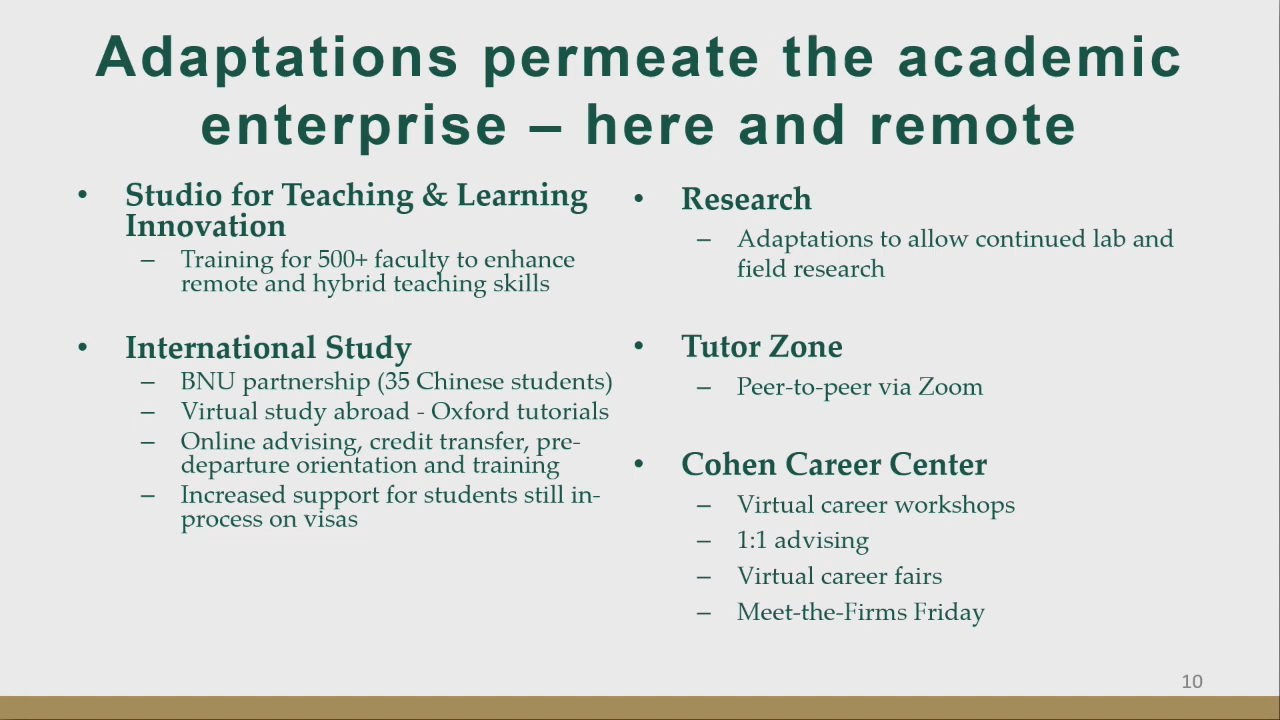 Adaptations permeate the academic
enterprise – here and remote
• Studio for Teaching & Learning
Innovation
– Training for 500+ faculty to enhance
remote and hybrid teaching skills
• International Study
– BNU partnership (35 Chinese students)
– Virtual study abroad - Oxford tutorials
– Online advising, credit transfer, pre-
departure orientation and training
– Increased support for students still in-
process on visas
• Research
– Adaptations to allow continued lab and
field research
• Tutor Zone
– Peer-to-peer via Zoom
• Cohen Career Center
– Virtual career workshops
– 1:1 advising
– Virtual career fairs
– Meet-the-Firms Friday
10